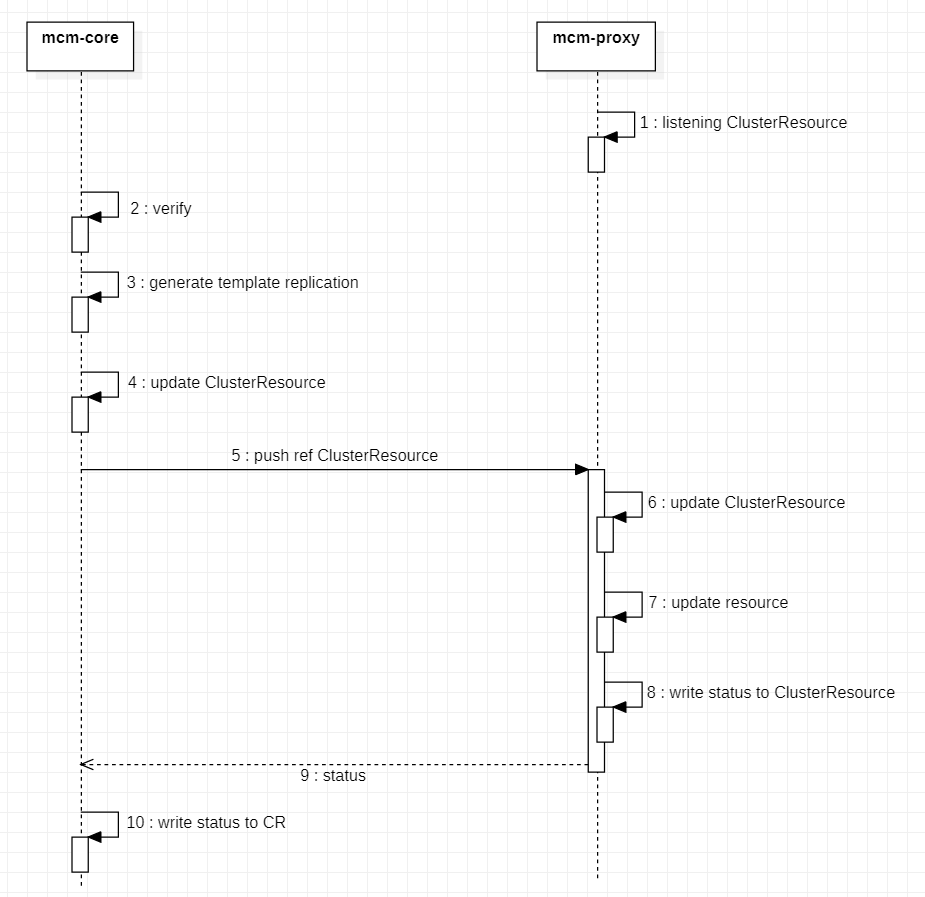 mcm-core
mcm-proxy
1 : listening ClusterResource
2 : verify
3 : generate template replication
4 : update ClusterResource
5 : push ref ClusterResource
6 : update ClusterResource
7 : update resource
8 : write status to ClusterResource
9 : status
10 : write status to CR